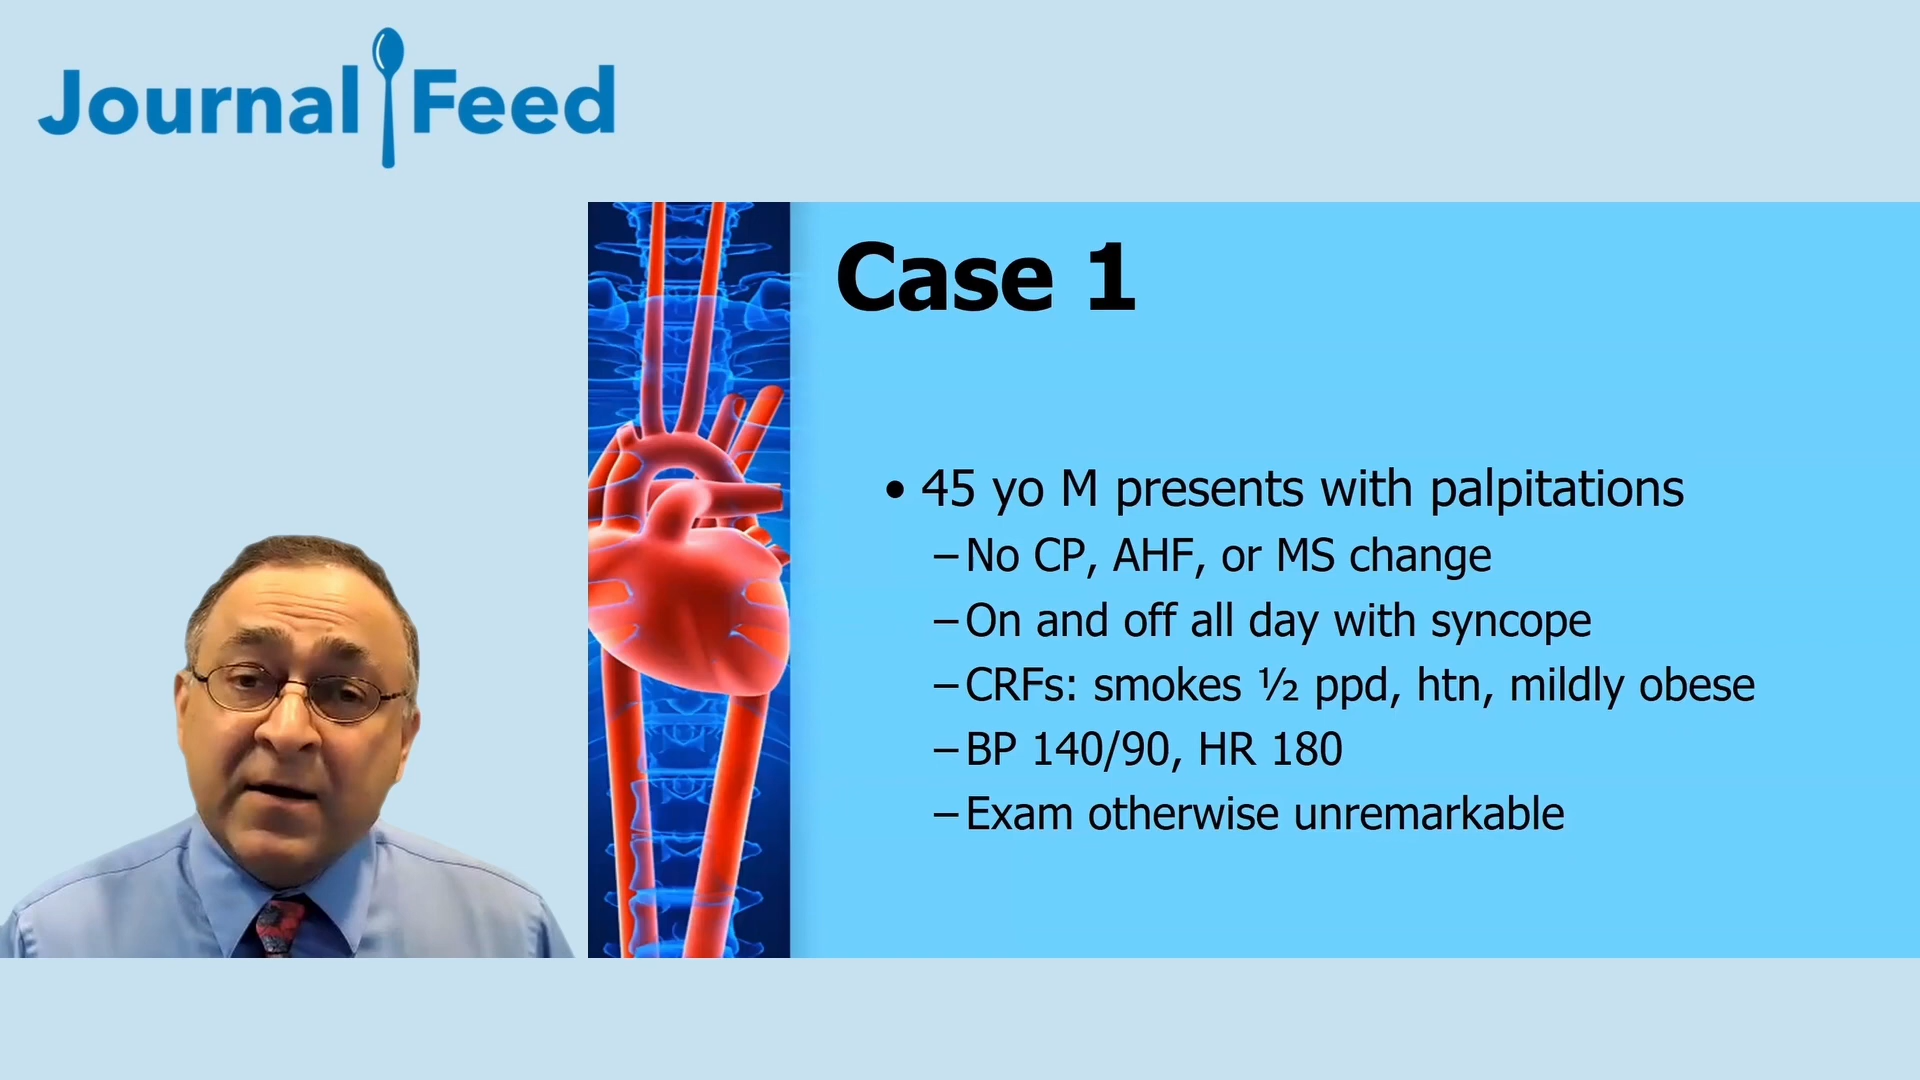 Journal Feed
Case 1
• 45 yo M presents with palpitations
– No CP, AHF, or MS change
– On and off all day with syncope
– CRFs: smokes ½ ppd, htn, mildly obese
– BP 140/90, HR 180
– Exam otherwise unremarkable